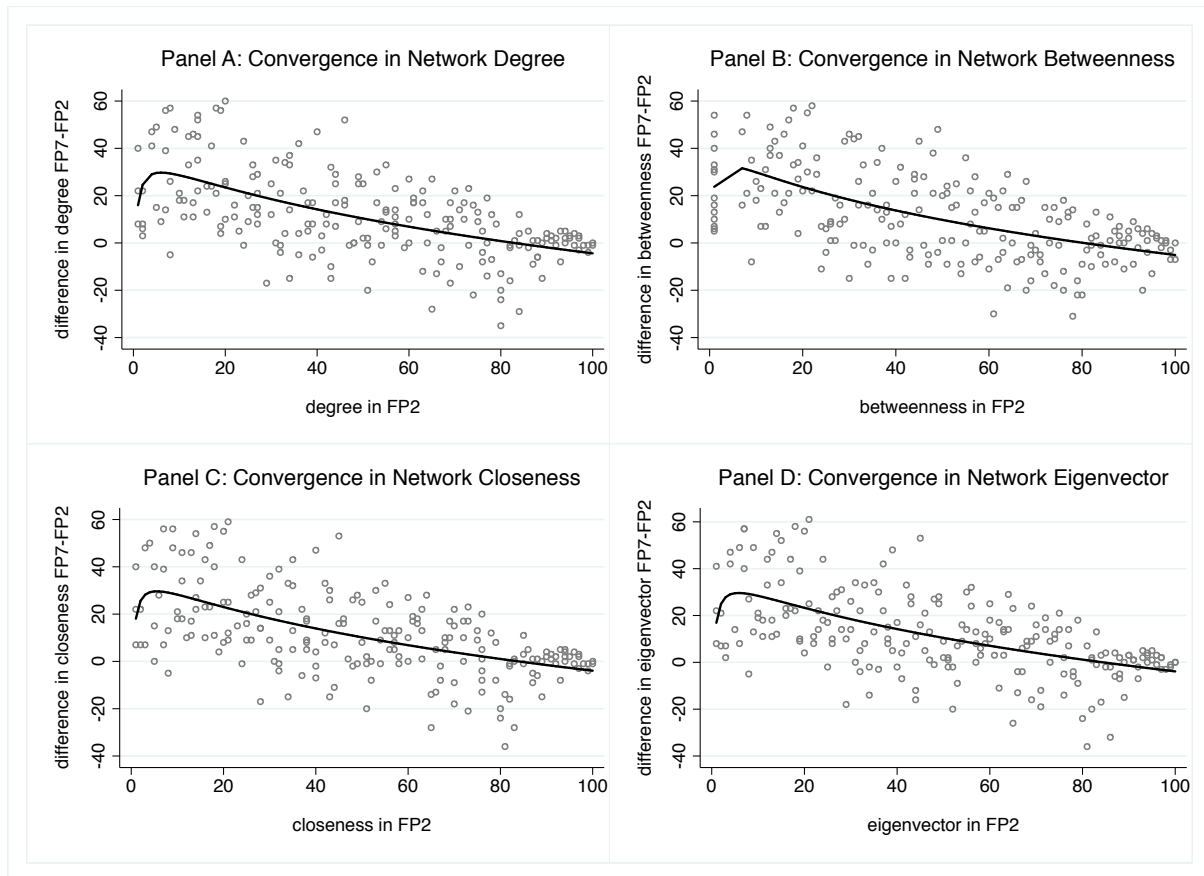 Panel A: Convergence in Network Degree
difference in degree FP7-FP2
60
40
20
0
-20
-40
0 20 40 60 80 100
degree in FP2
Panel B: Convergence in Network Betweenness
difference in betweenness FP7-FP2
60
40
20
0
-20
-40
0 20 40 60 80 100
betweenness in FP2
Panel C: Convergence in Network Closeness
difference in closeness FP7-FP2
60
40
20
0
-20
-40
0 20 40 60 80 100
closeness in FP2
Panel D: Convergence in Network Eigenvector
difference in eigenvector FP7-FP2
60
40
20
0
-20
-40
0 20 40 60 80 100
eigenvector in FP2